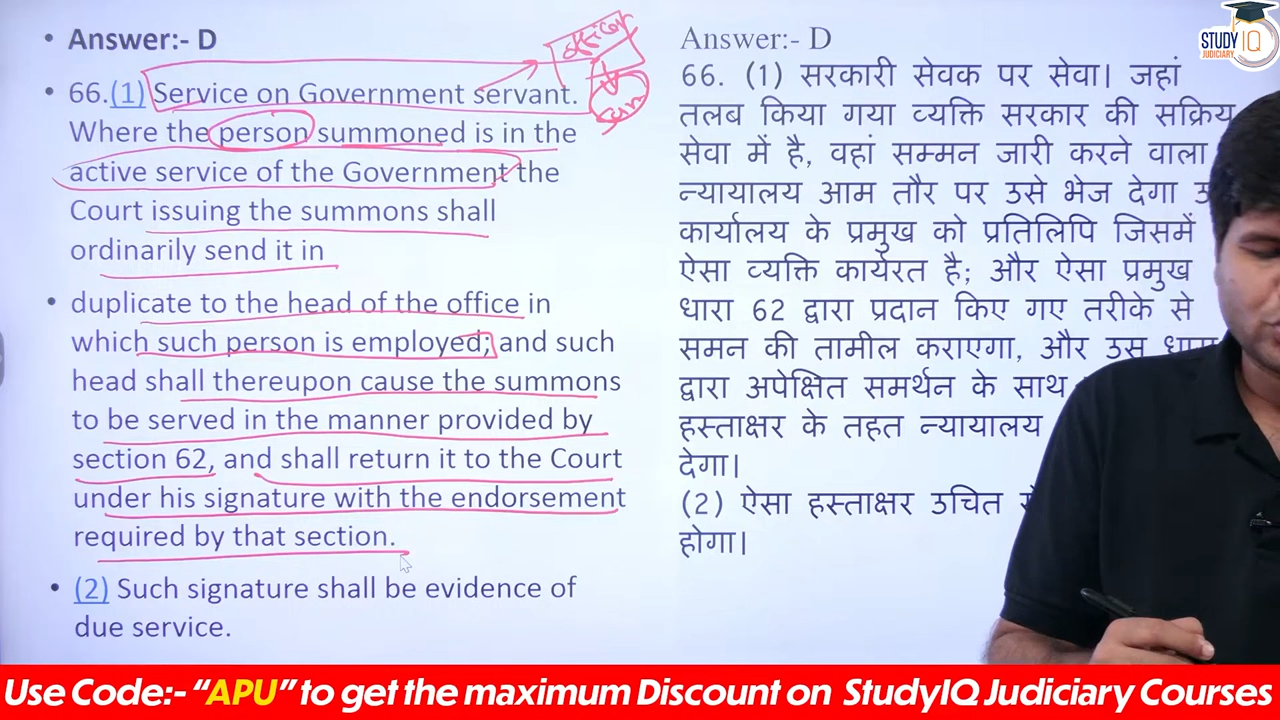 • Answer:- D
• 66.(1) Service on Government servant.
Where the person summoned is in the
active service of the Government the
Court issuing the summons shall
ordinarily send it in
• duplicate to the head of the office in
which such person is employed; and such
head shall thereupon cause the summons
to be served in the manner provided by
section 62, and shall return it to the Court
under his signature with the endorsement
required by that section.
• (2) Such signature shall be evidence of
due service.
officer
Answer:- D
66. (1) सरकारी सेवक पर सेवा। जहां
तलब किया गया व्यक्ति सरकार की सक्रिय
सेवा में है, वहां सम्मन जारी करने वाला
न्यायालय आम तौर पर उसे भेज देगा
कार्यालय के प्रमुख को प्रतिलिपि जिसमें
ऐसा व्यक्ति कार्यरत है; और ऐसा प्रमुख
धारा 62 द्वारा प्रदान किए गए तरीके से
समन की तामील कराएगा, और उस
द्वारा अपेक्षित समर्थन के साथ
हस्ताक्षर के तहत न्यायालय
देगा।
(2) ऐसा हस्ताक्षर उचित
होगा।
STUDY IQ
JUDICIARY
Use Code:- “APU” to get the maximum Discount on StudyIQ Judiciary Courses